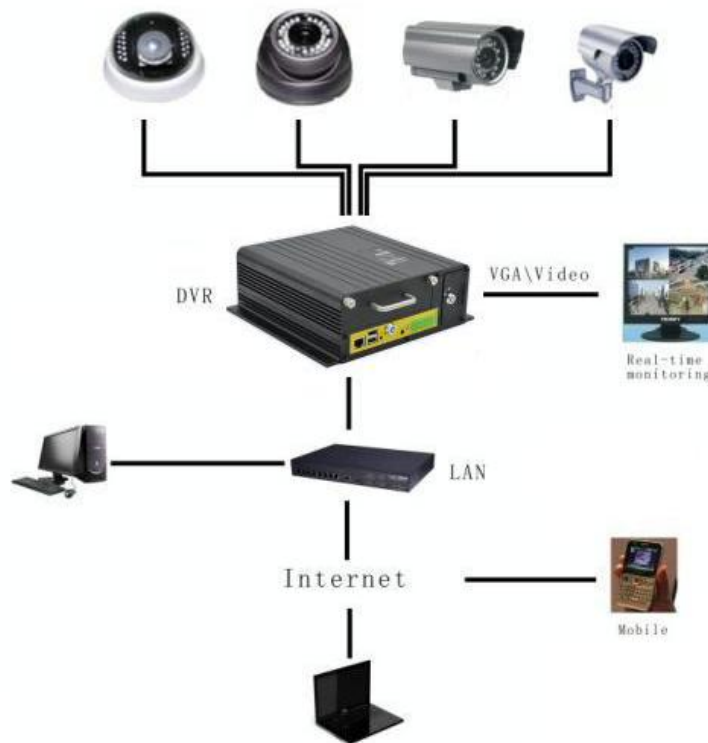 DVR
VGA\Video
Real-time
monitoring
LAN
Internet
Mobile